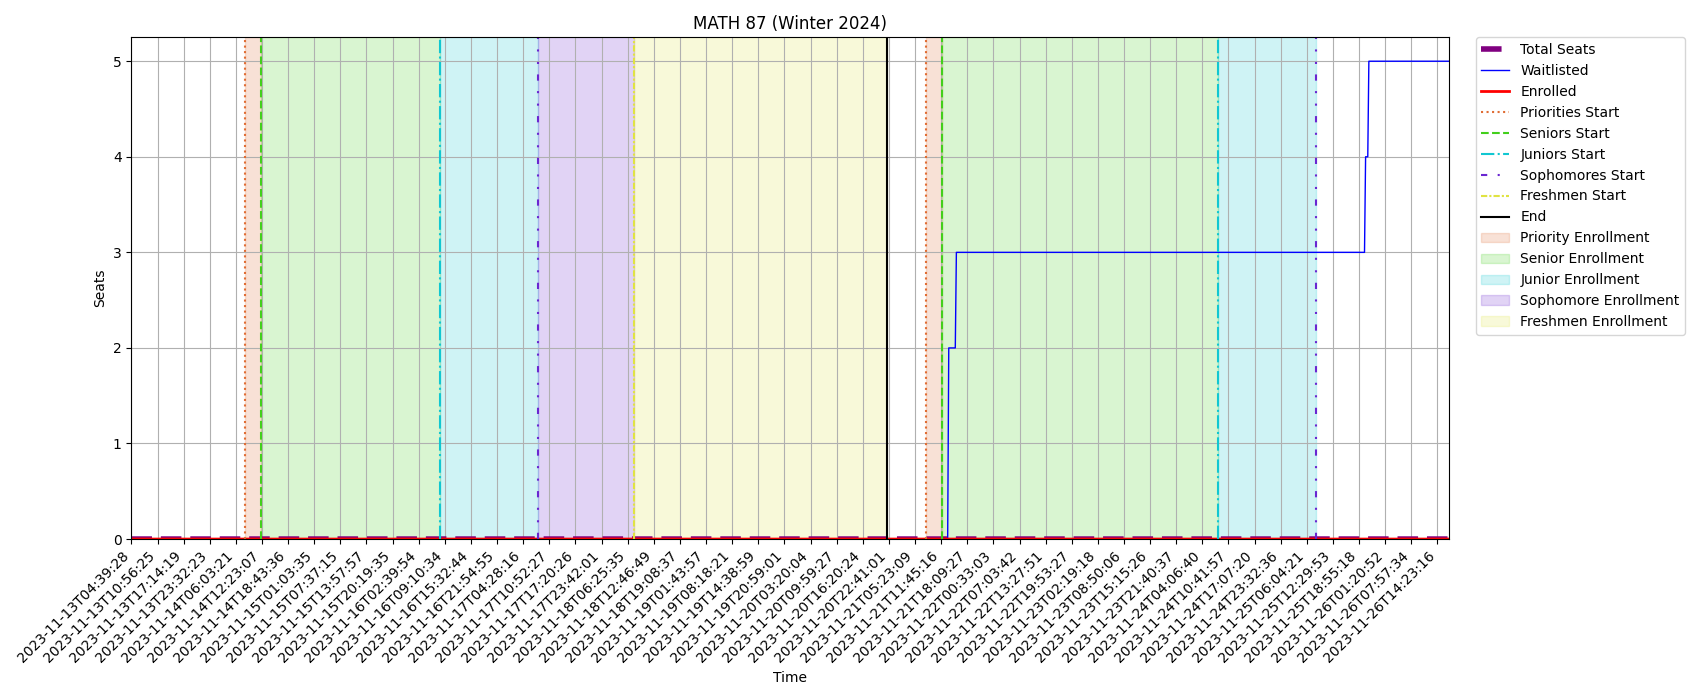 MATH 87 (Winter 2024)
Seats
5
4
3
2
1
0
2023-11-13T04:39:28
2023-11-13T10:56:25
2023-11-13T17:14:19
2023-11-13T23:32:23
2023-11-14T06:03:21
2023-11-14T12:23:07
2023-11-14T18:43:36
2023-11-15T01:03:35
2023-11-15T07:37:15
2023-11-15T13:57:57
2023-11-15T20:19:35
2023-11-16T02:39:54
2023-11-16T09:10:34
2023-11-16T15:32:44
2023-11-16T21:54:55
2023-11-17T04:28:16
2023-11-17T10:52:27
2023-11-17T17:20:26
2023-11-17T23:42:01
2023-11-18T06:25:35
2023-11-18T12:46:49
2023-11-18T19:08:37
2023-11-19T01:43:57
2023-11-19T08:18:21
2023-11-19T14:38:59
2023-11-19T20:59:01
2023-11-20T03:20:04
2023-11-20T09:59:27
2023-11-20T16:20:24
2023-11-20T22:41:01
2023-11-21T05:23:09
2023-11-21T11:45:16
2023-11-21T18:09:27
2023-11-22T00:33:03
2023-11-22T07:03:42
2023-11-22T13:27:51
2023-11-22T19:53:27
2023-11-23T02:19:18
2023-11-23T08:50:06
2023-11-23T15:15:26
2023-11-23T21:40:37
2023-11-24T04:06:40
2023-11-24T10:41:57
2023-11-24T17:07:20
2023-11-24T23:32:36
2023-11-25T06:04:21
2023-11-25T12:29:53
2023-11-25T18:55:18
2023-11-26T01:20:52
2023-11-26T07:57:34
2023-11-26T14:23:16
Time
Total Seats
Waitlisted
Enrolled
Priorities Start
Seniors Start
Juniors Start
Sophomores Start
Freshmen Start
End
Priority Enrollment
Senior Enrollment
Junior Enrollment
Sophomore Enrollment
Freshmen Enrollment